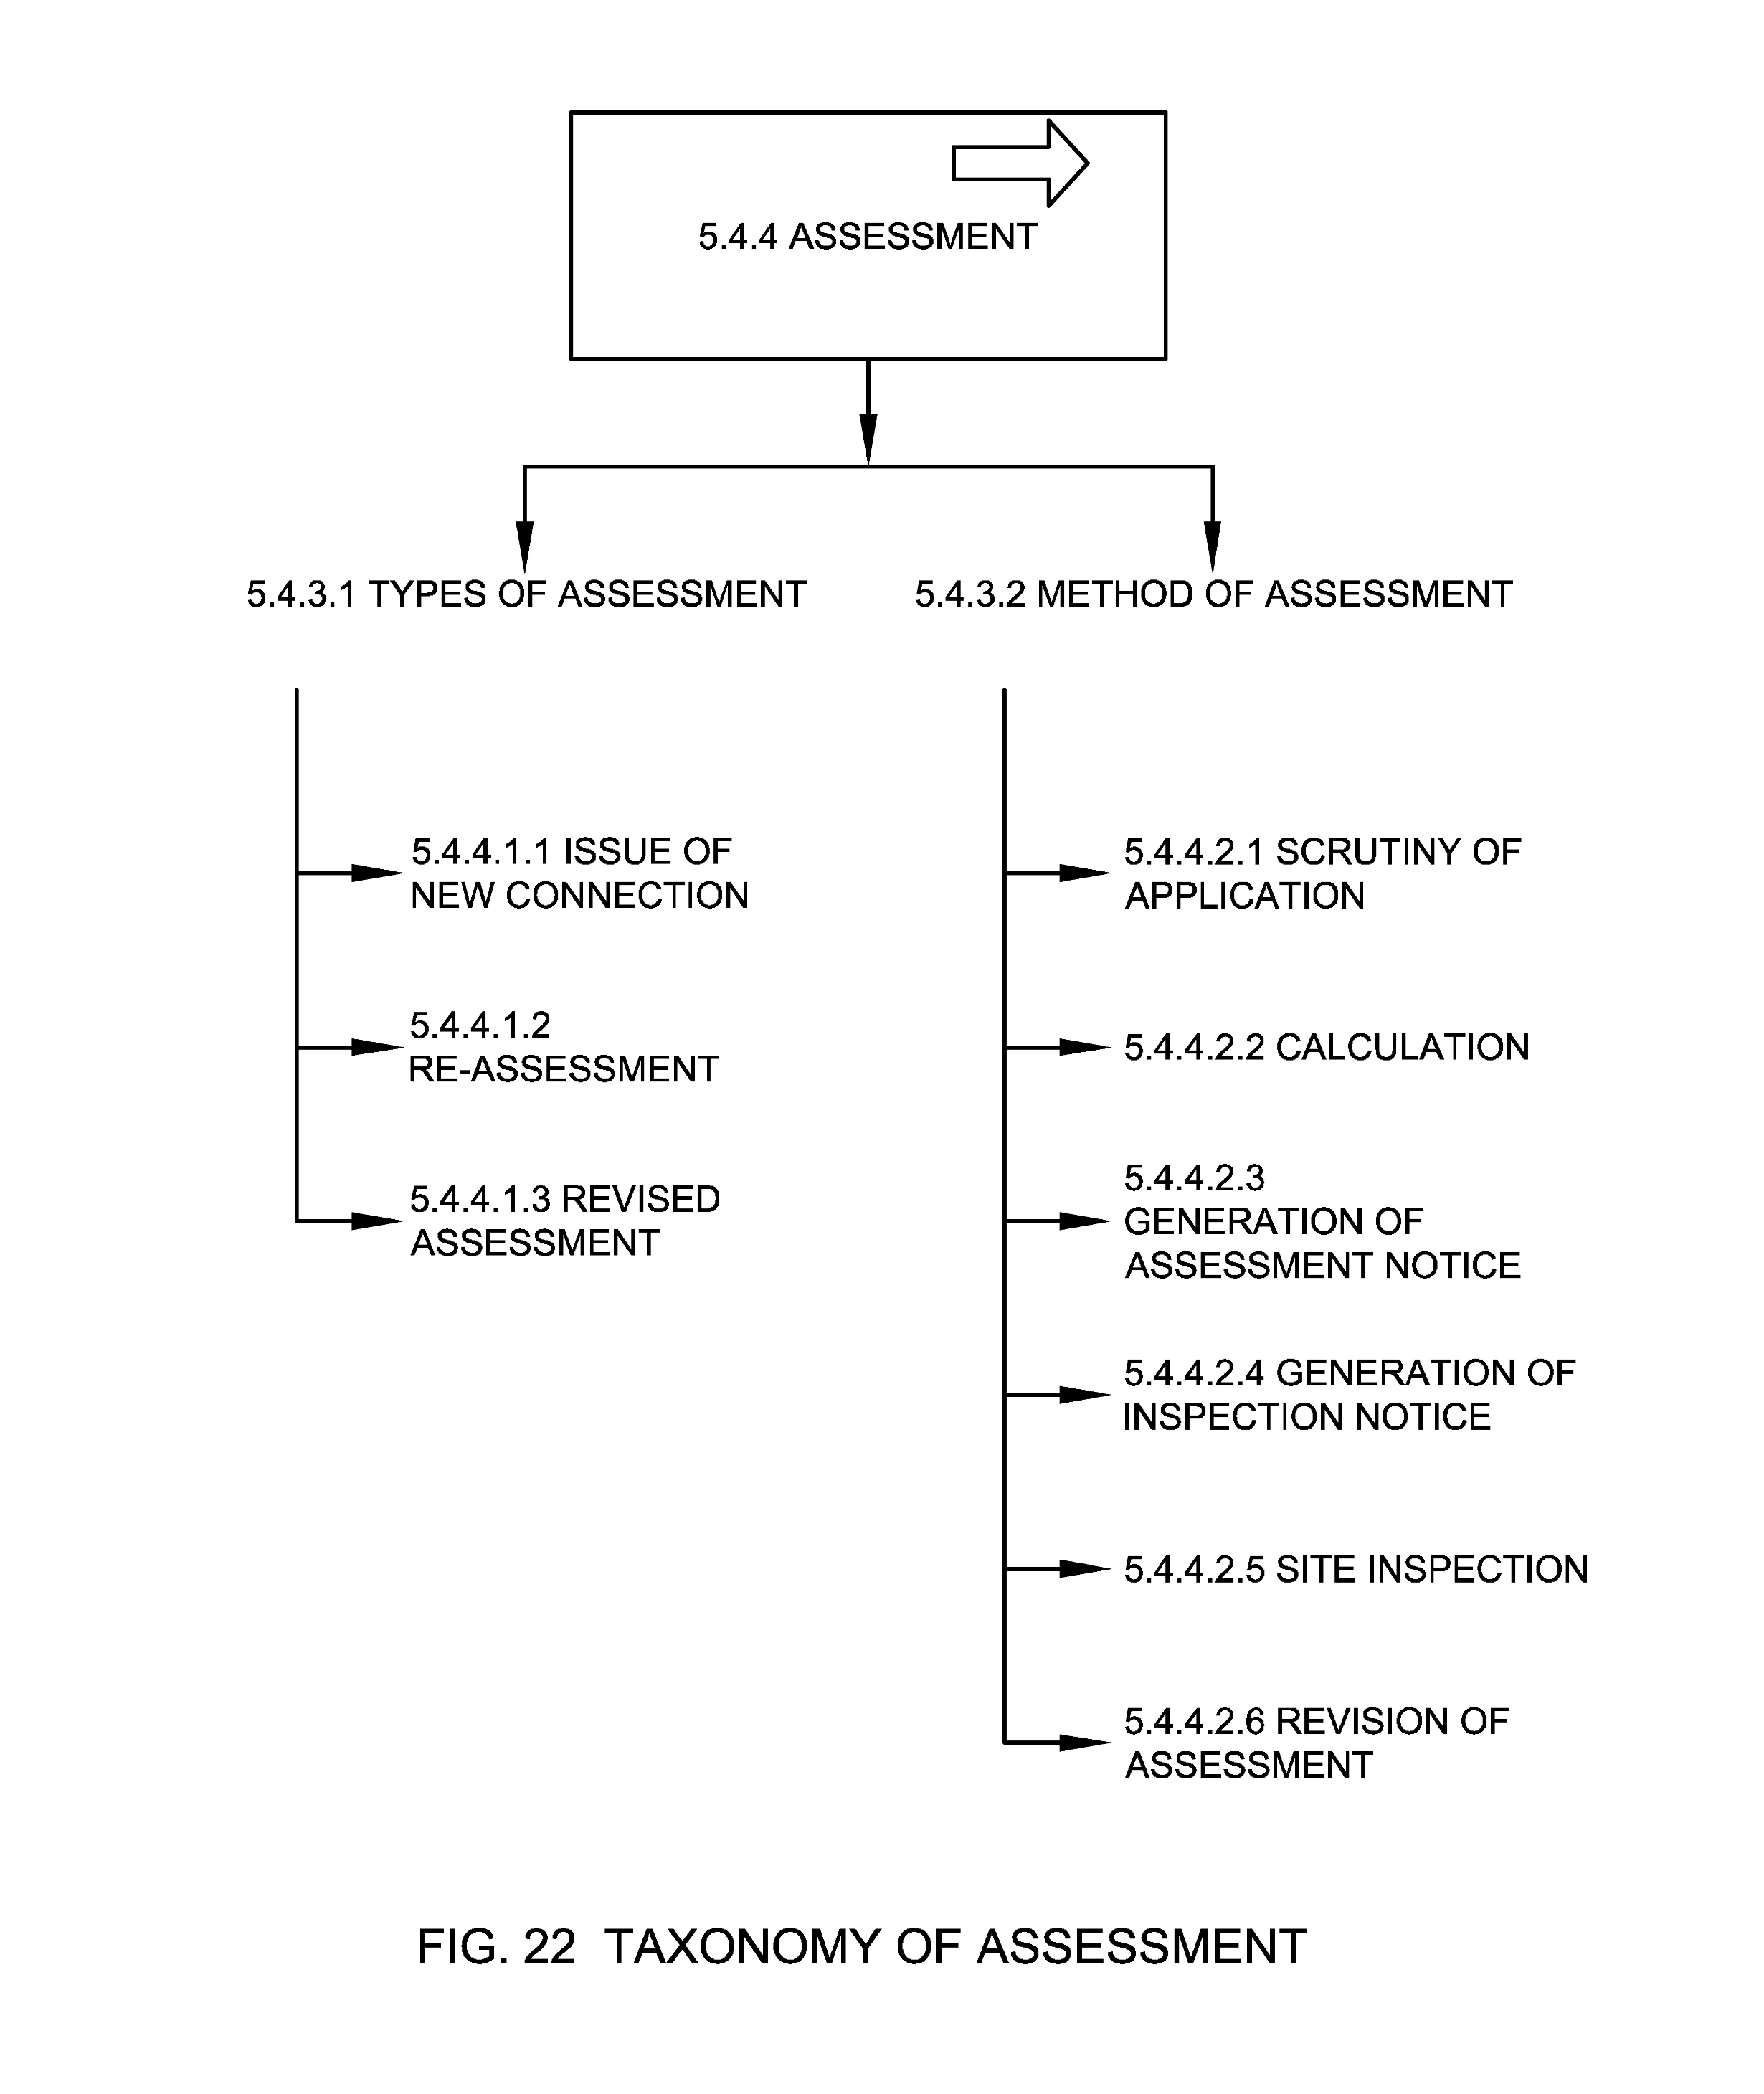 5.4.4 ASSESSMENT
5.4.3.1 TYPES OF ASSESSMENT
5.4.3.2 METHOD OF ASSESSMENT
5.4.4.1.1 ISSUE OF
NEW CONNECTION
5.4.4.1.2
RE-ASSESSMENT
5.4.4.1.3 REVISED
ASSESSMENT
5.4.4.2.1 SCRUTINY OF
APPLICATION
5.4.4.2.2 CALCULATION
5.4.4.2.3
GENERATION OF
ASSESSMENT NOTICE
5.4.4.2.4 GENERATION OF
INSPECTION NOTICE
5.4.4.2.5 SITE INSPECTION
5.4.4.2.6 REVISION OF
ASSESSMENT
FIG. 22 TAXONOMY OF ASSESSMENT